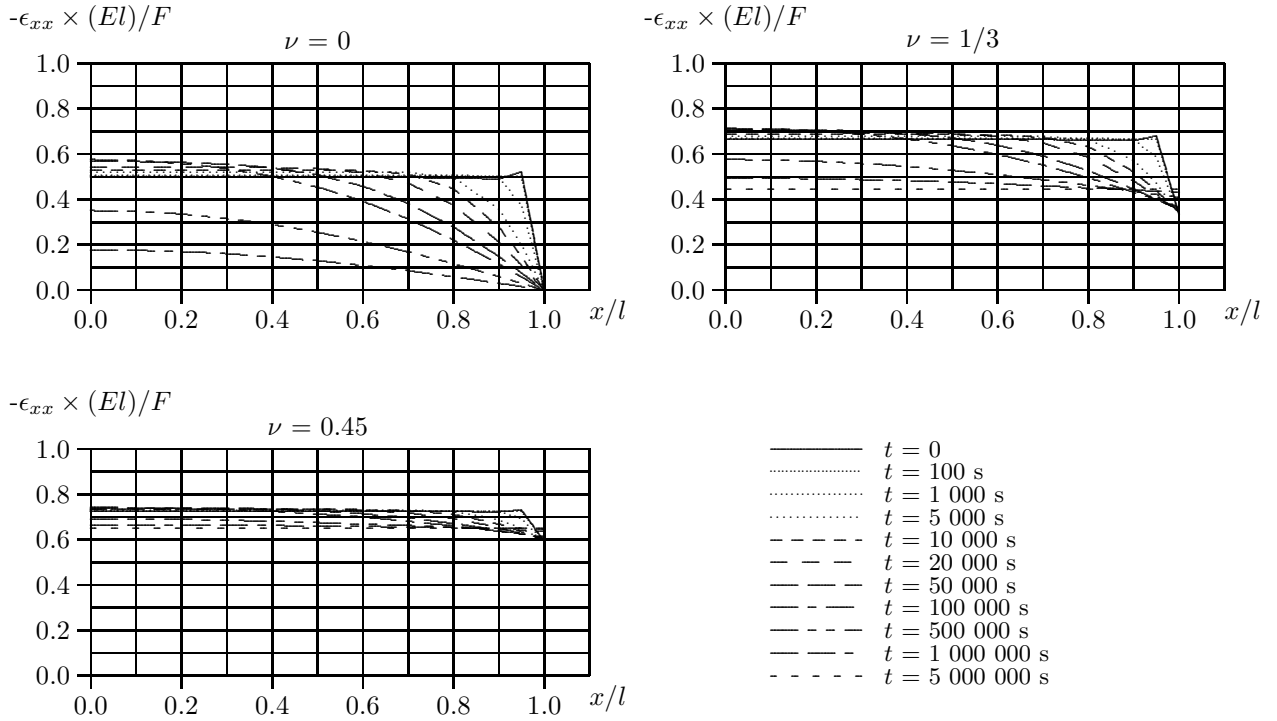 -ϵxx × (El)/F
ν = 0
1.0
0.8
0.6
0.4
0.2
0.0
0.0 0.2 0.4 0.6 0.8 1.0 x/l
-ϵxx × (El)/F
ν = 1/3
1.0
0.8
0.6
0.4
0.2
0.0
0.0 0.2 0.4 0.6 0.8 1.0 x/l
-ϵxx × (El)/F
ν = 0.45
1.0
0.8
0.6
0.4
0.2
0.0
0.0 0.2 0.4 0.6 0.8 1.0 x/l
t = 0
t = 100 s
t = 1 000 s
t = 5 000 s
t = 10 000 s
t = 20 000 s
t = 50 000 s
t = 100 000 s
t = 500 000 s
t = 1 000 000 s
t = 5 000 000 s